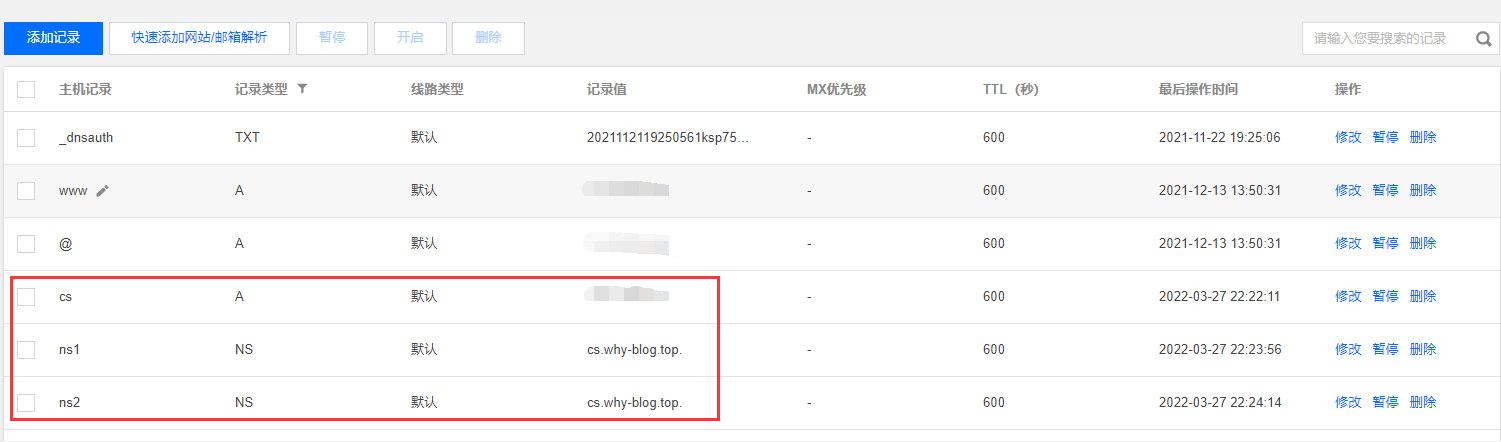 添加记录 快速添加网站/邮箱解析 暂停 开启 删除 请输入您要搜索的记录
主机记录 记录类型 线路类型 记录值 MX优先级 TTL（秒） 最后操作时间 操作
_dnsauth TXT 默认 2021112119250561ksp75... - 600 2021-11-22 19:25:06 修改 暂停 删除
www A 默认 - 600 2021-12-13 13:50:31 修改 暂停 删除
@ A 默认 - 600 2021-12-13 13:50:31 修改 暂停 删除
cs A 默认 - 600 2022-03-27 22:22:11 修改 暂停 删除
ns1 NS 默认 cs.why-blog.top. - 600 2022-03-27 22:23:56 修改 暂停 删除
ns2 NS 默认 cs.why-blog.top. - 600 2022-03-27 22:24:14 修改 暂停 删除